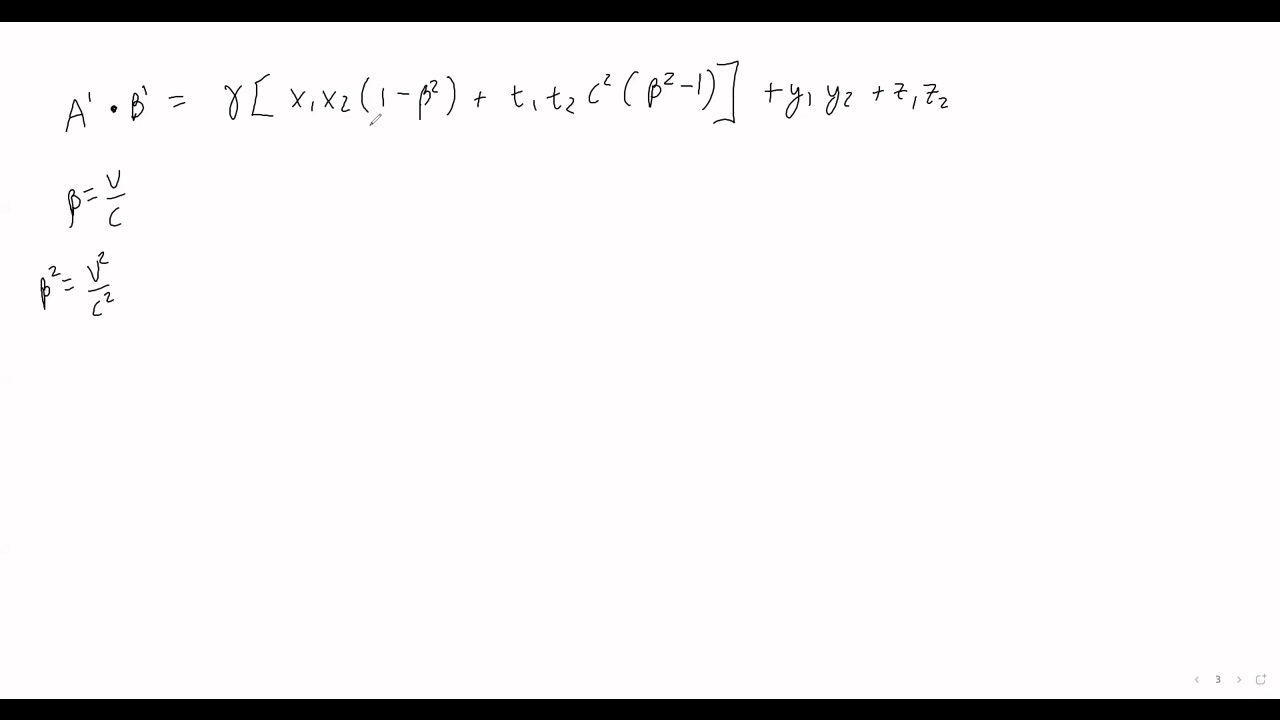 A' · B' = γ[x₁x₂(1-β²) + t₁t₂c²(β²-1)] + y₁y₂ + z₁z₂
β = v/c
β² = v²/c²
3